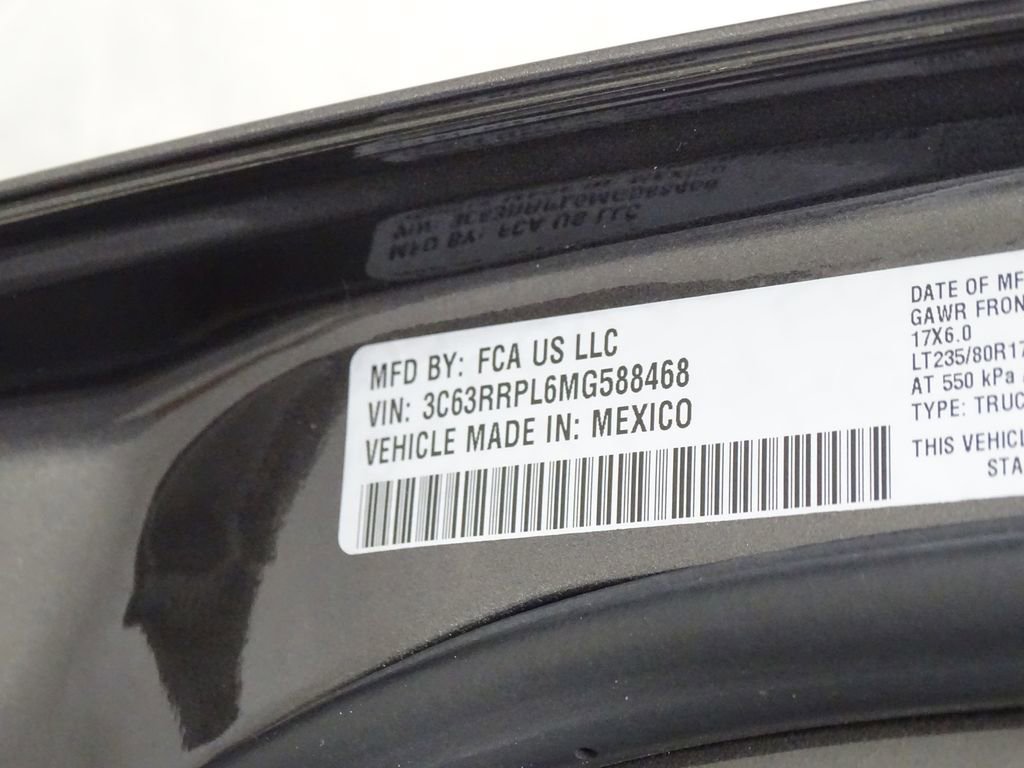 MFD BY: FCA US LLC
VIN: 3C63RRPL6MG588468
VEHICLE MADE IN: MEXICO
DATE OF MF
GAWR FRON
17X6.0
LT235/80R17
AT 550 kPa
TYPE: TRUC
THIS VEHICL
STA